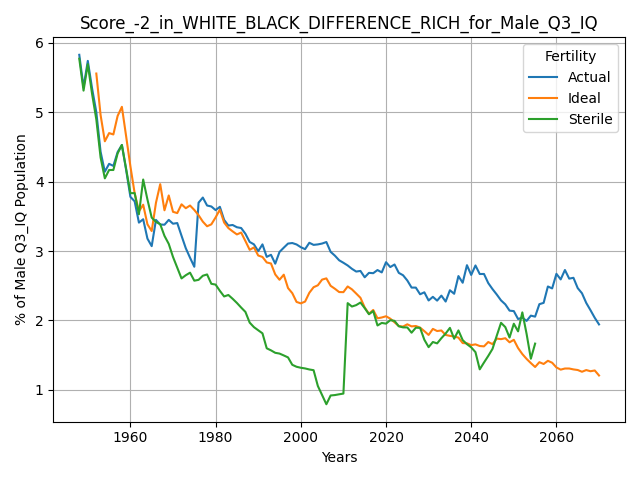 Score_-2_in_WHITE_BLACK_DIFFERENCE_RICH_for_Male_Q3_IQ
Fertility
Actual
Ideal
Sterile
% of Male Q3_IQ Population
6
5
4
3
2
1
1960
1980
2000
2020
2040
2060
Years